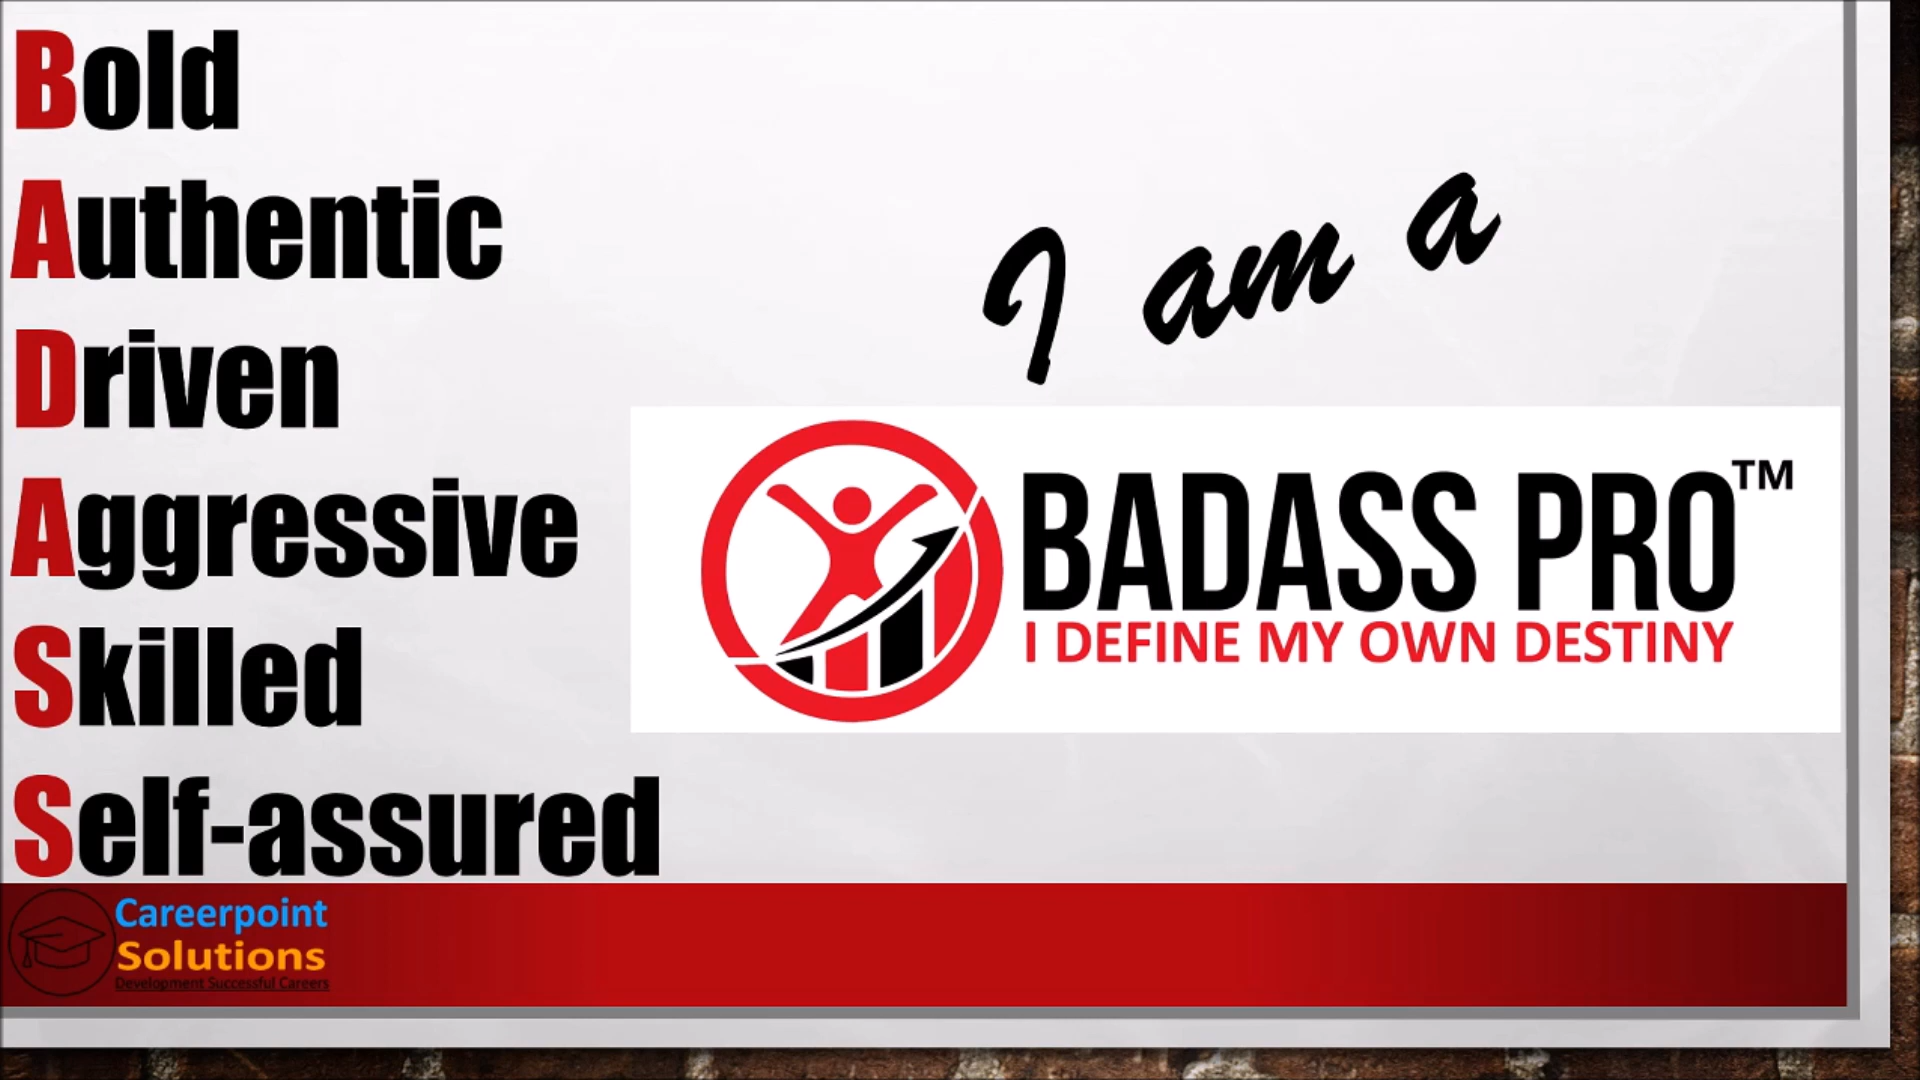 Bold
Authentic
Driven
Aggressive
Skilled
Self-assured
I am a
BADASS PRO™
I DEFINE MY OWN DESTINY
Careerpoint
Solutions
Development Successful Careers